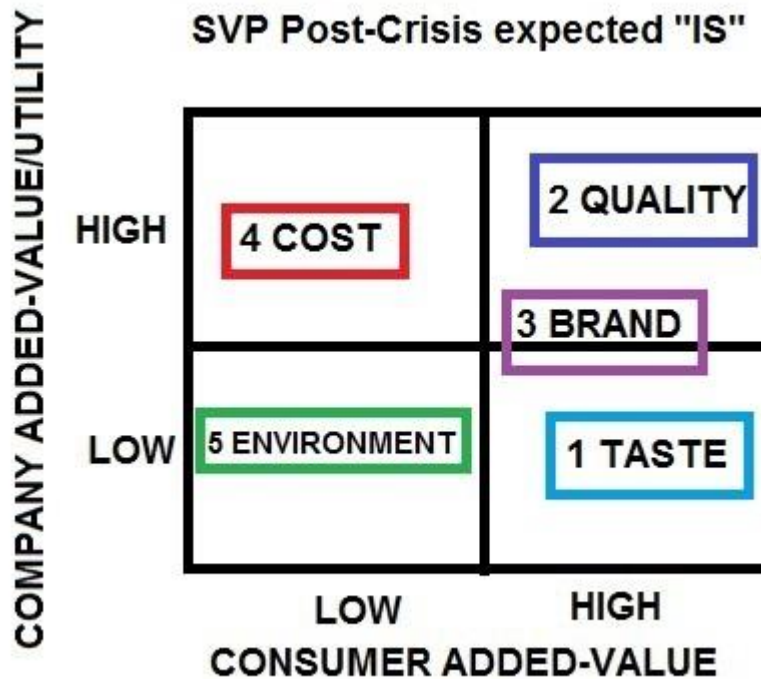 SVP Post-Crisis expected "IS"
COMPANY ADDED-VALUE/UTILITY
HIGH
4 COST
2 QUALITY
3 BRAND
LOW
5 ENVIRONMENT
1 TASTE
LOW
HIGH
CONSUMER ADDED-VALUE